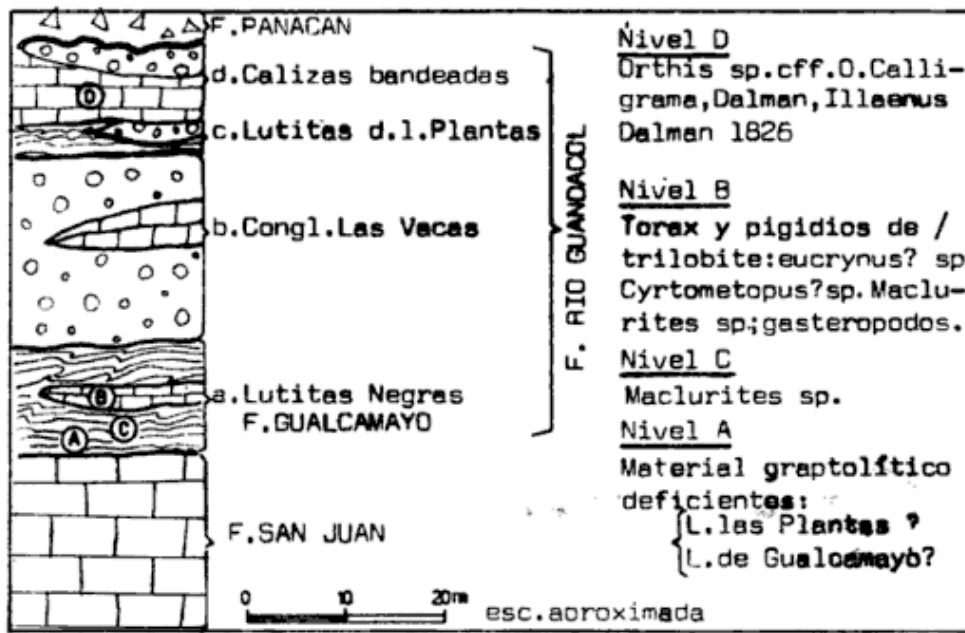 F.PANACAN
d.Calizas bandeadas
c.Lutitas d.l.Plantas
b.Congl.Las Vacas
a.Lutitas Negras
F.GUALCAMAYO
F.SAN JUAN
D
B
C
A
F. RIO GUANDACOL
Nivel D
Orthis sp.cff.O.Calli-
grama,Dalman,Illaenus
Dalman 1826
Nivel B
Torax y pigidios de /
trilobite:eucrynus? sp
Cyrtometopus?sp.Maclu-
rites sp;gasteropodos.
Nivel C
Maclurites sp.
Nivel A
Material graptolítico
deficientes:
L.las Plantas ?
L.de Gualcamayo?
0 10 20m
esc.aproximada